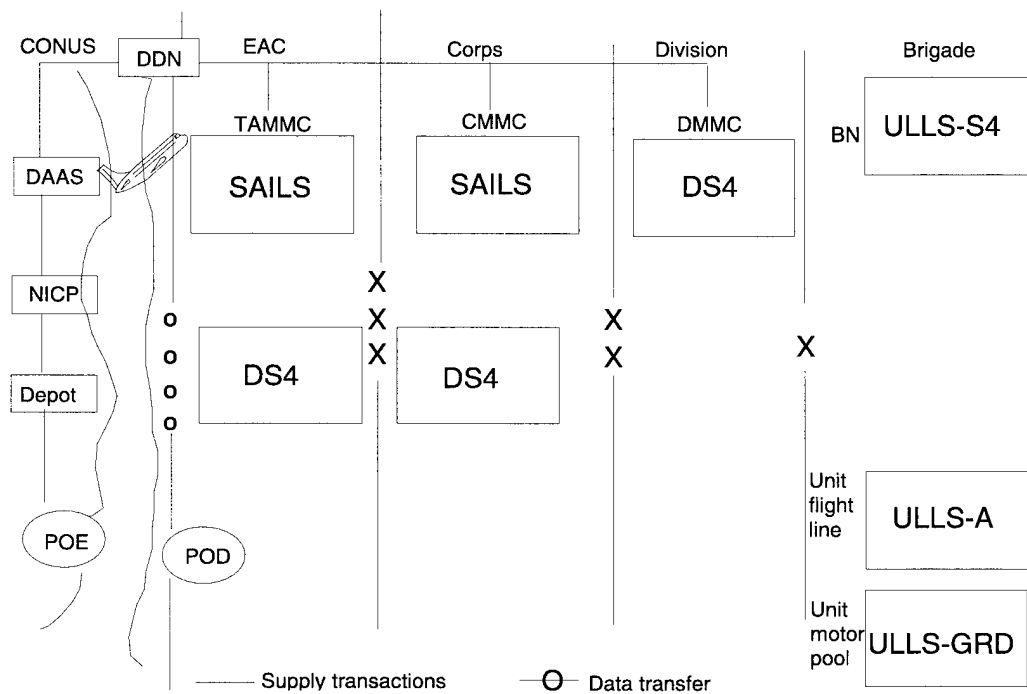 CONUS
DDN
EAC
Corps
Division
Brigade
TAMMC
CMMC
DMMC
BN
ULLS-S4
DAAS
SAILS
SAILS
DS4
NICP
X
X
X
X
X
X
o
o
o
o
DS4
DS4
Depot
Unit
flight
line
ULLS-A
POE
POD
Unit
motor
pool
ULLS-GRD
Supply transactions
O
Data transfer